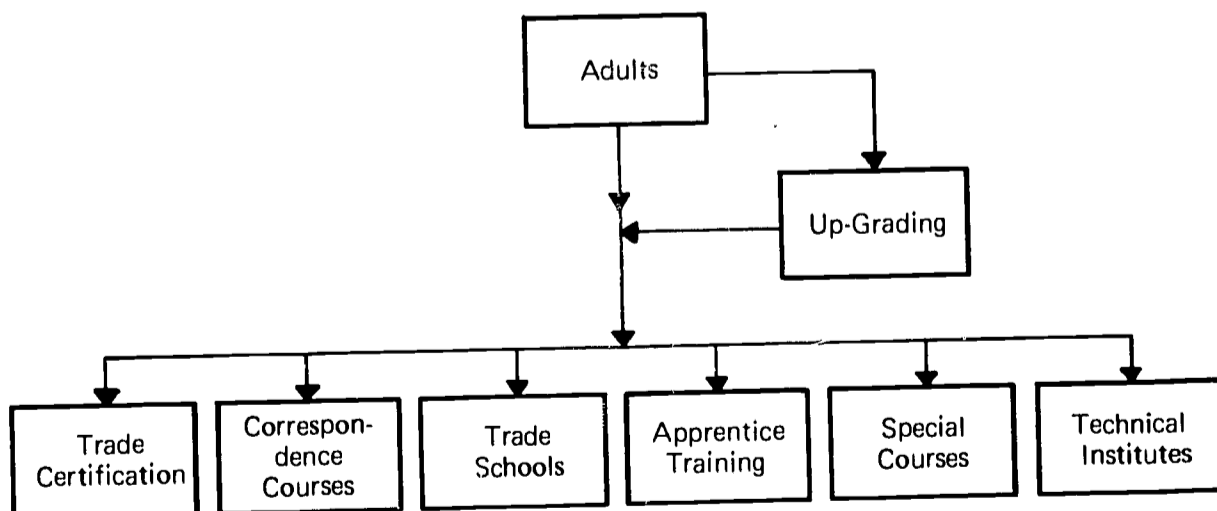 Adults
Up-Grading
Trade
Certification
Correspon-
dence
Courses
Trade
Schools
Apprentice
Training
Special
Courses
Technical
Institutes